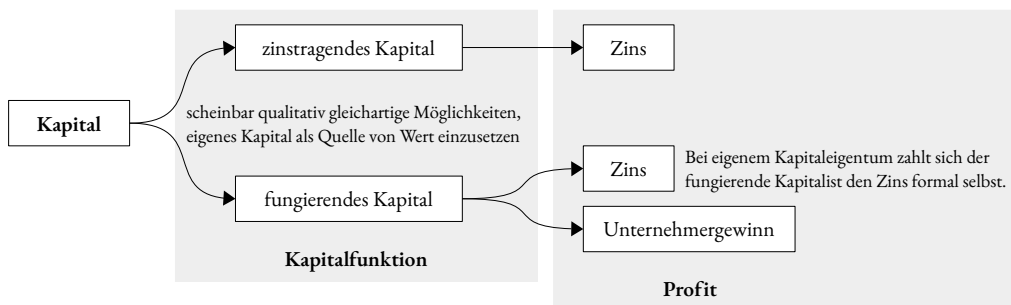 zinstragendes Kapital
Zins
Kapital
scheinbar qualitativ gleichartige Möglichkeiten,
eigenes Kapital als Quelle von Wert einzusetzen
Zins
Bei eigenem Kapitaleigentum zahlt sich der
fungierende Kapitalist den Zins formal selbst.
fungierendes Kapital
Unternehmergewinn
Kapitalfunktion
Profit